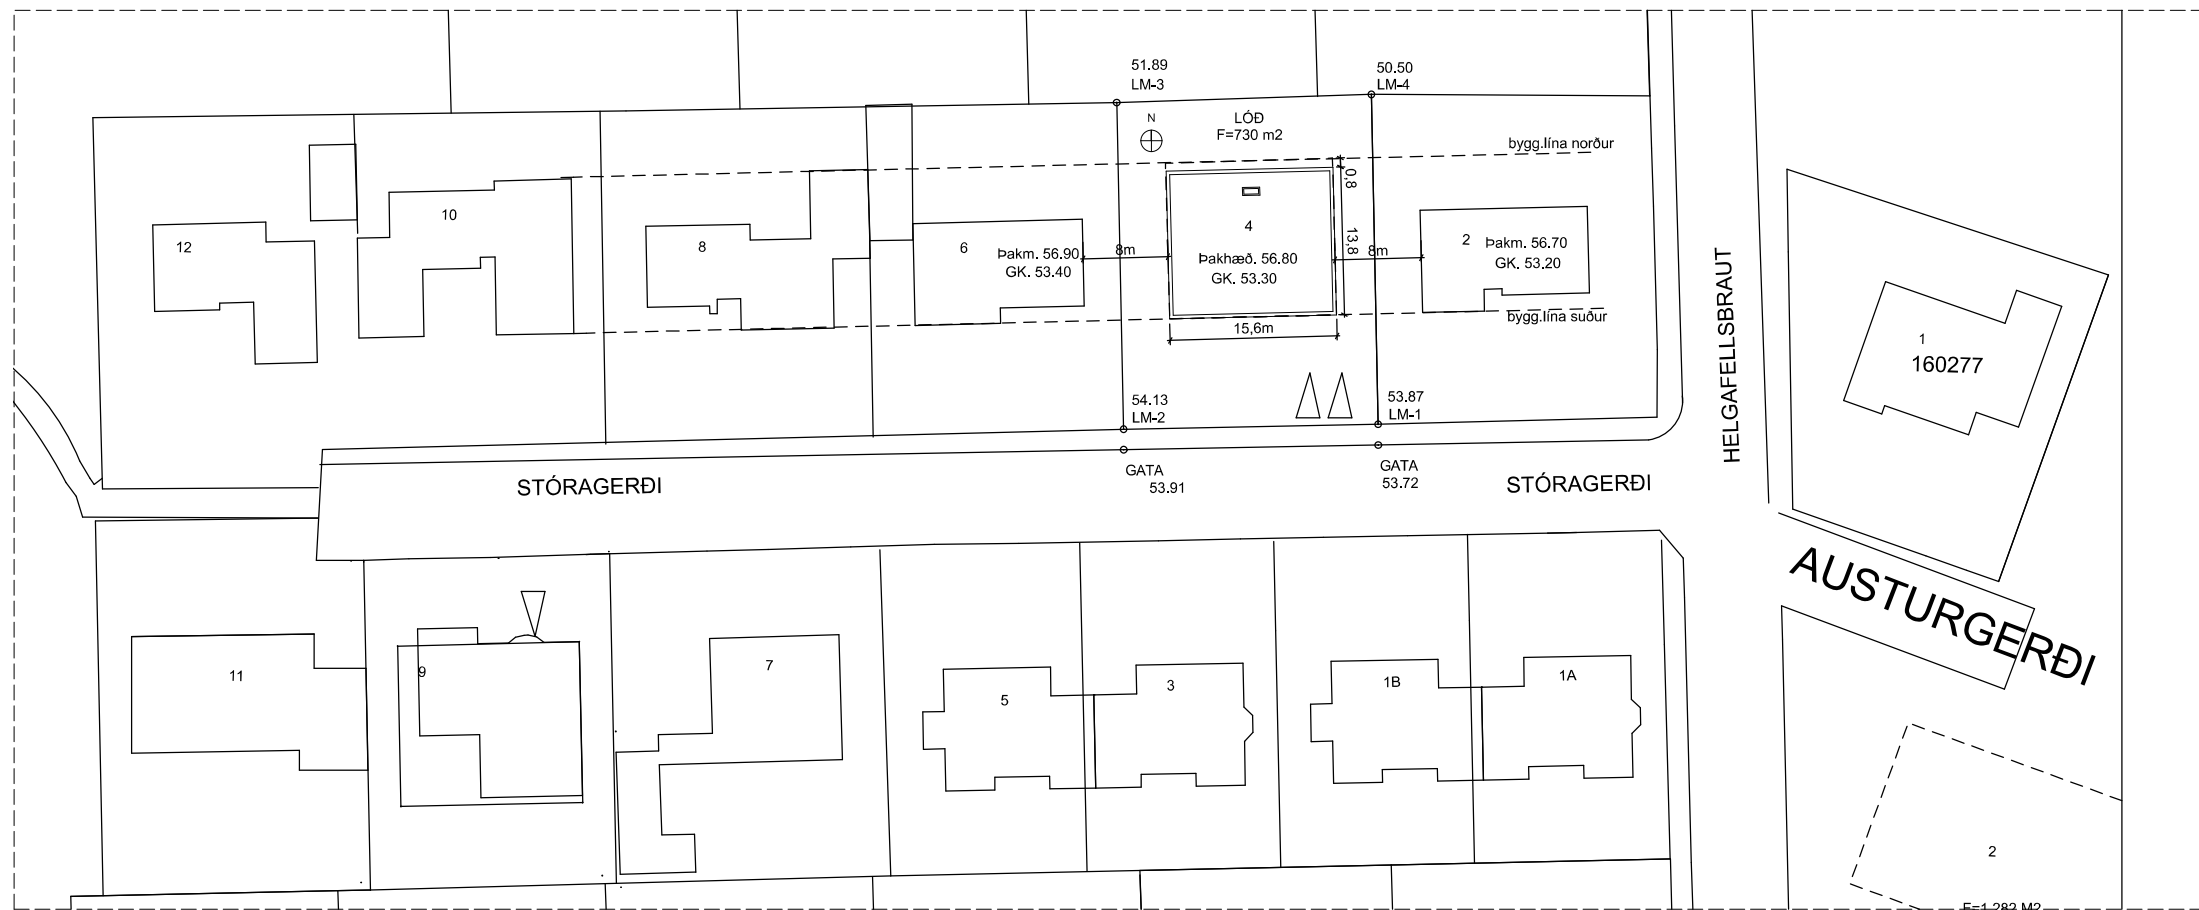 51.89
LM-3
50.50
LM-4
N
LÓÐ
F=730 m2
bygg.lína norður
0,8
12
10
8
6
Þakm. 56.90
GK. 53.40
8m
4
Þakhæð. 56.80
GK. 53.30
13,8
8m
2
Þakm. 56.70
GK. 53.20
bygg.lína suður
15,6m
HELGAFELLSBRAUT
1
160277
54.13
LM-2
53.87
LM-1
STÓRAGERÐI
GATA
53.91
GATA
53.72
STÓRAGERÐI
AUSTURGERÐI
11
9
7
5
3
1B
1A
2
F=1.282 M2